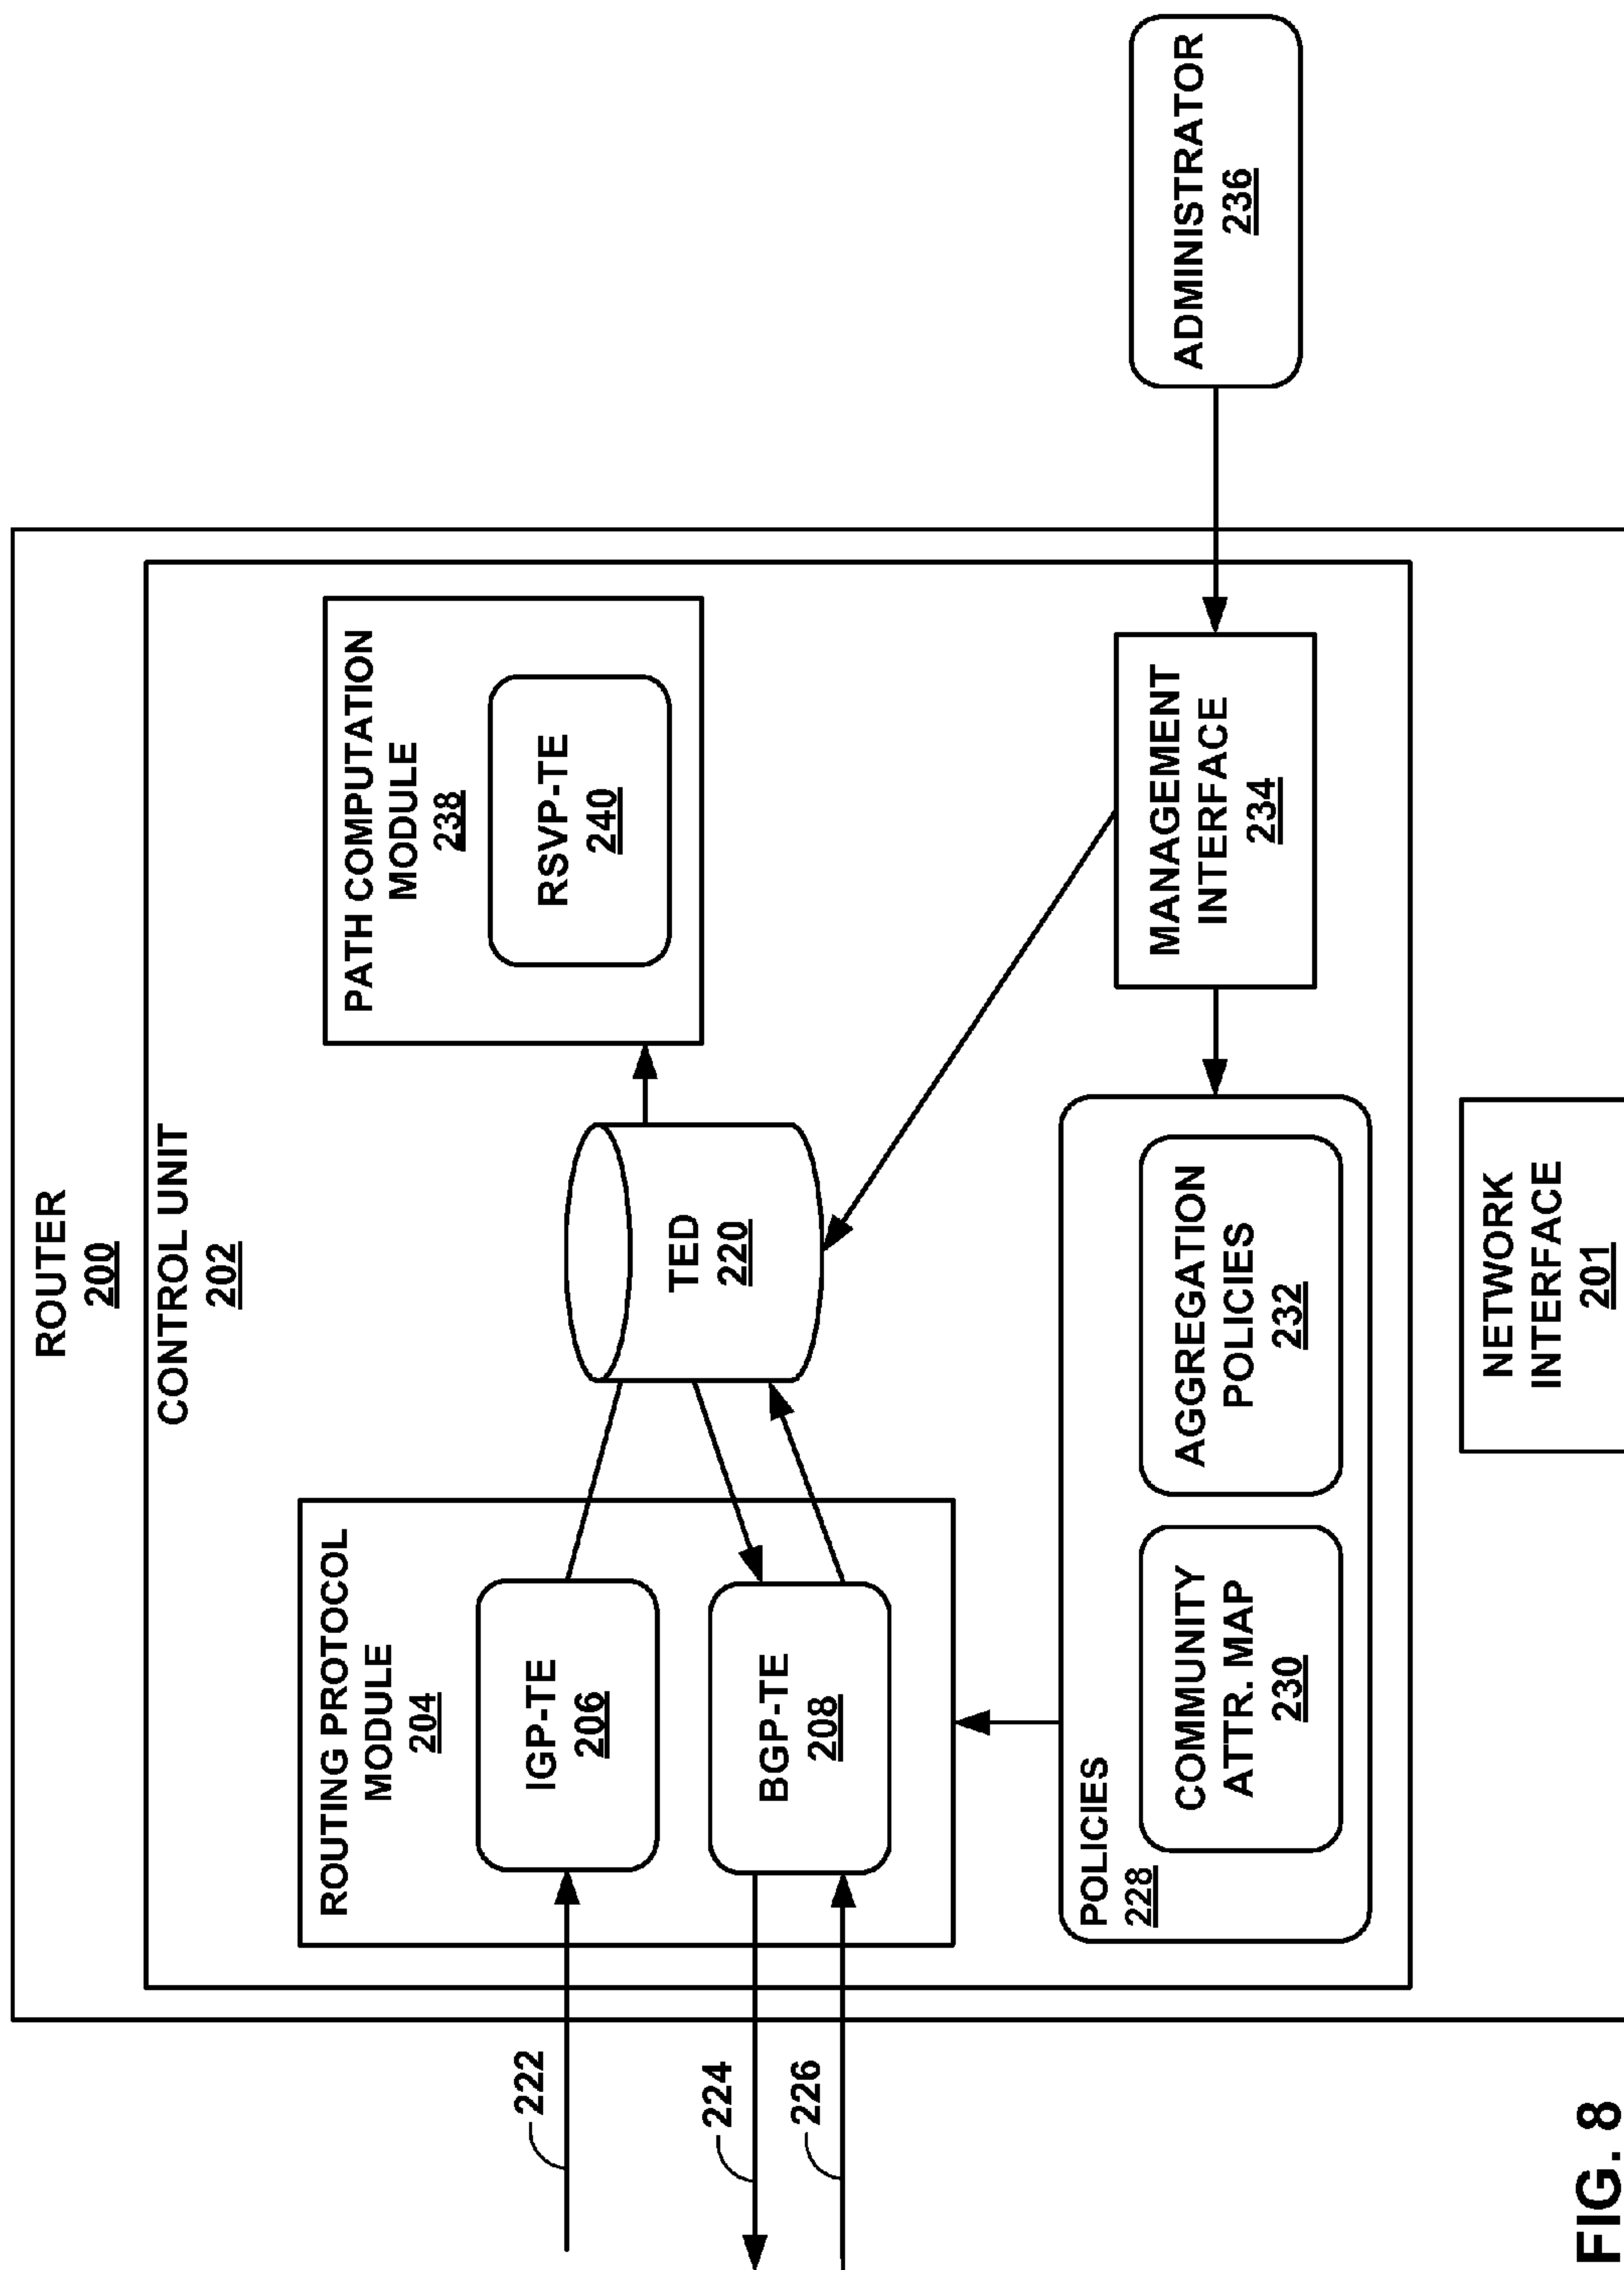 ROUTER
200
CONTROL UNIT
202
ROUTING PROTOCOL
MODULE
204
IGP-TE
206
BGP-TE
208
222
224
226
TED
220
PATH COMPUTATION
MODULE
238
RSVP-TE
240
POLICIES
228
COMMUNITY
ATTR. MAP
230
AGGREGATION
POLICIES
232
MANAGEMENT
INTERFACE
234
ADMINISTRATOR
236
NETWORK
INTERFACE
201
FIG. 8